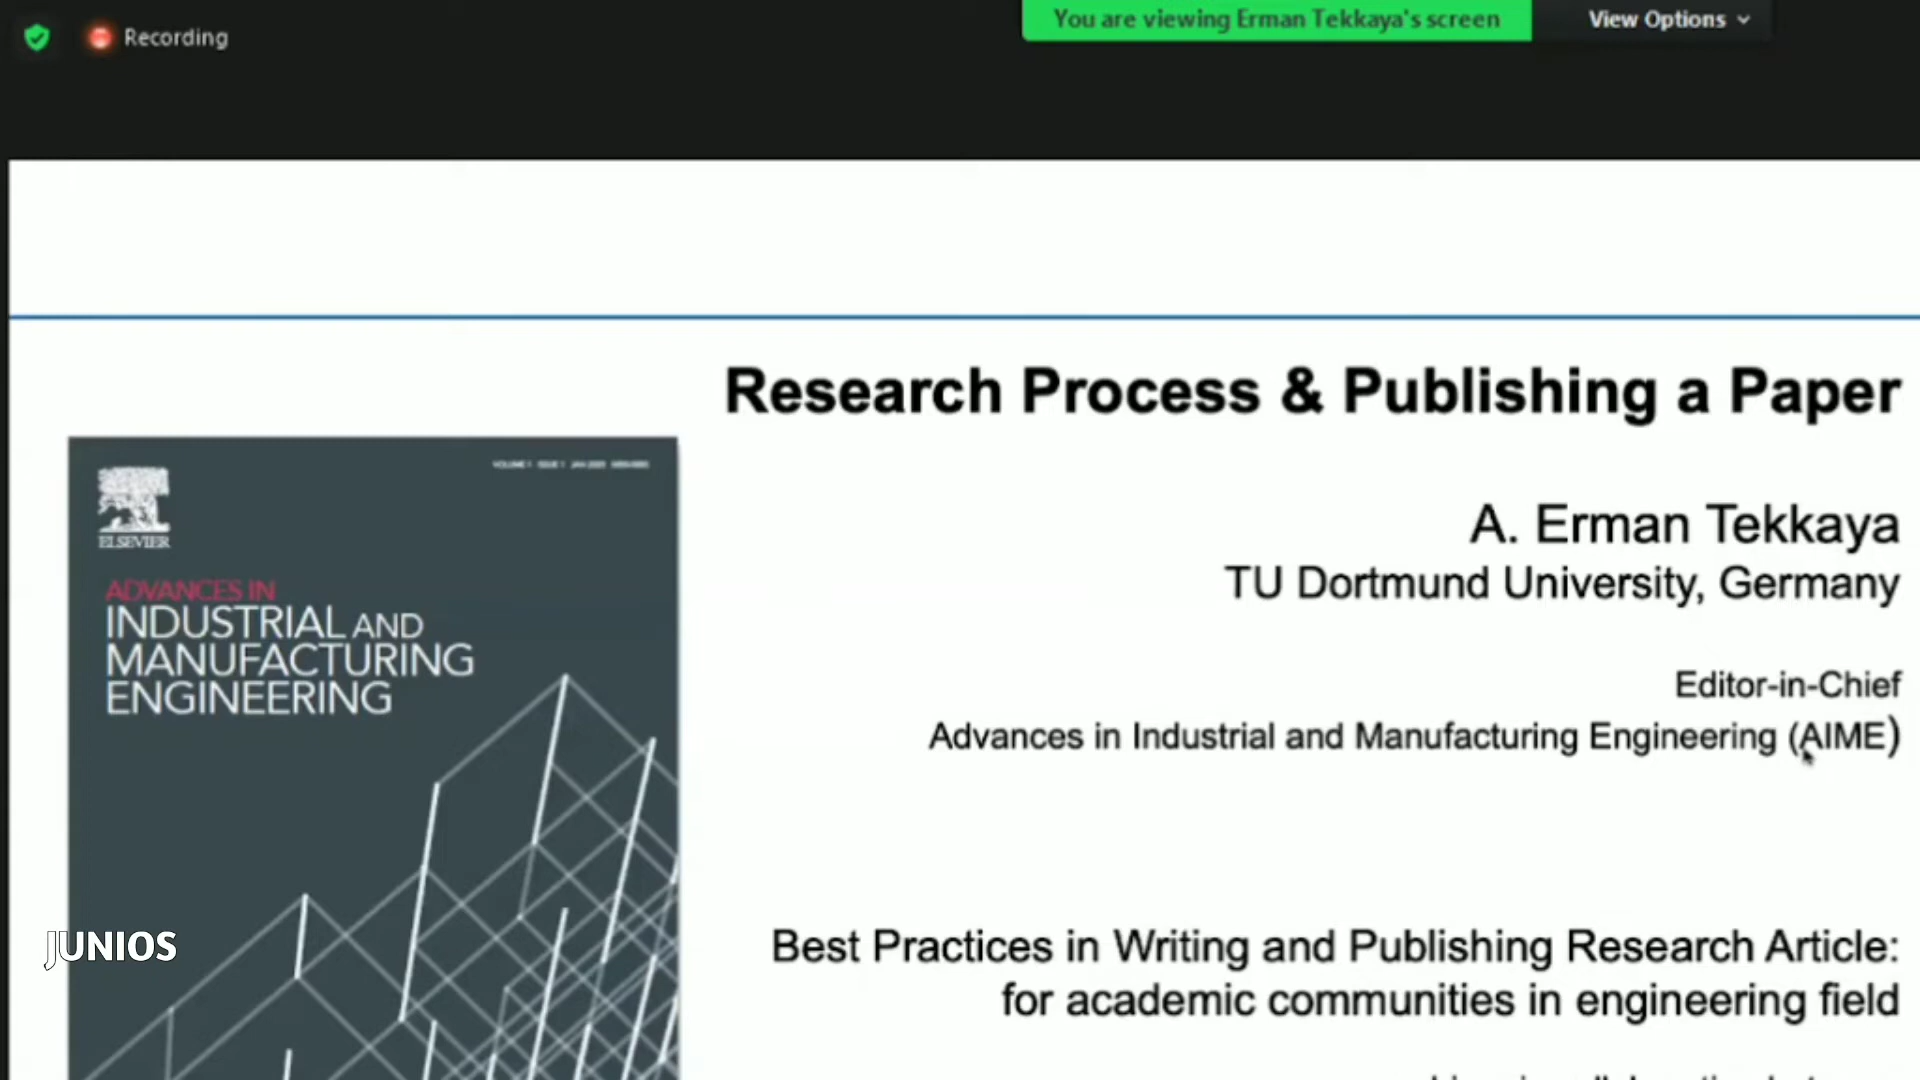 Recording
You are viewing Erman Tekkaya's screen
View Options
Research Process & Publishing a Paper
A. Erman Tekkaya
TU Dortmund University, Germany
Editor-in-Chief
Advances in Industrial and Manufacturing Engineering (AIME)
Best Practices in Writing and Publishing Research Article:
for academic communities in engineering field
ELSEVIER
ADVANCES IN
INDUSTRIAL AND
MANUFACTURING
ENGINEERING
JUNIOS